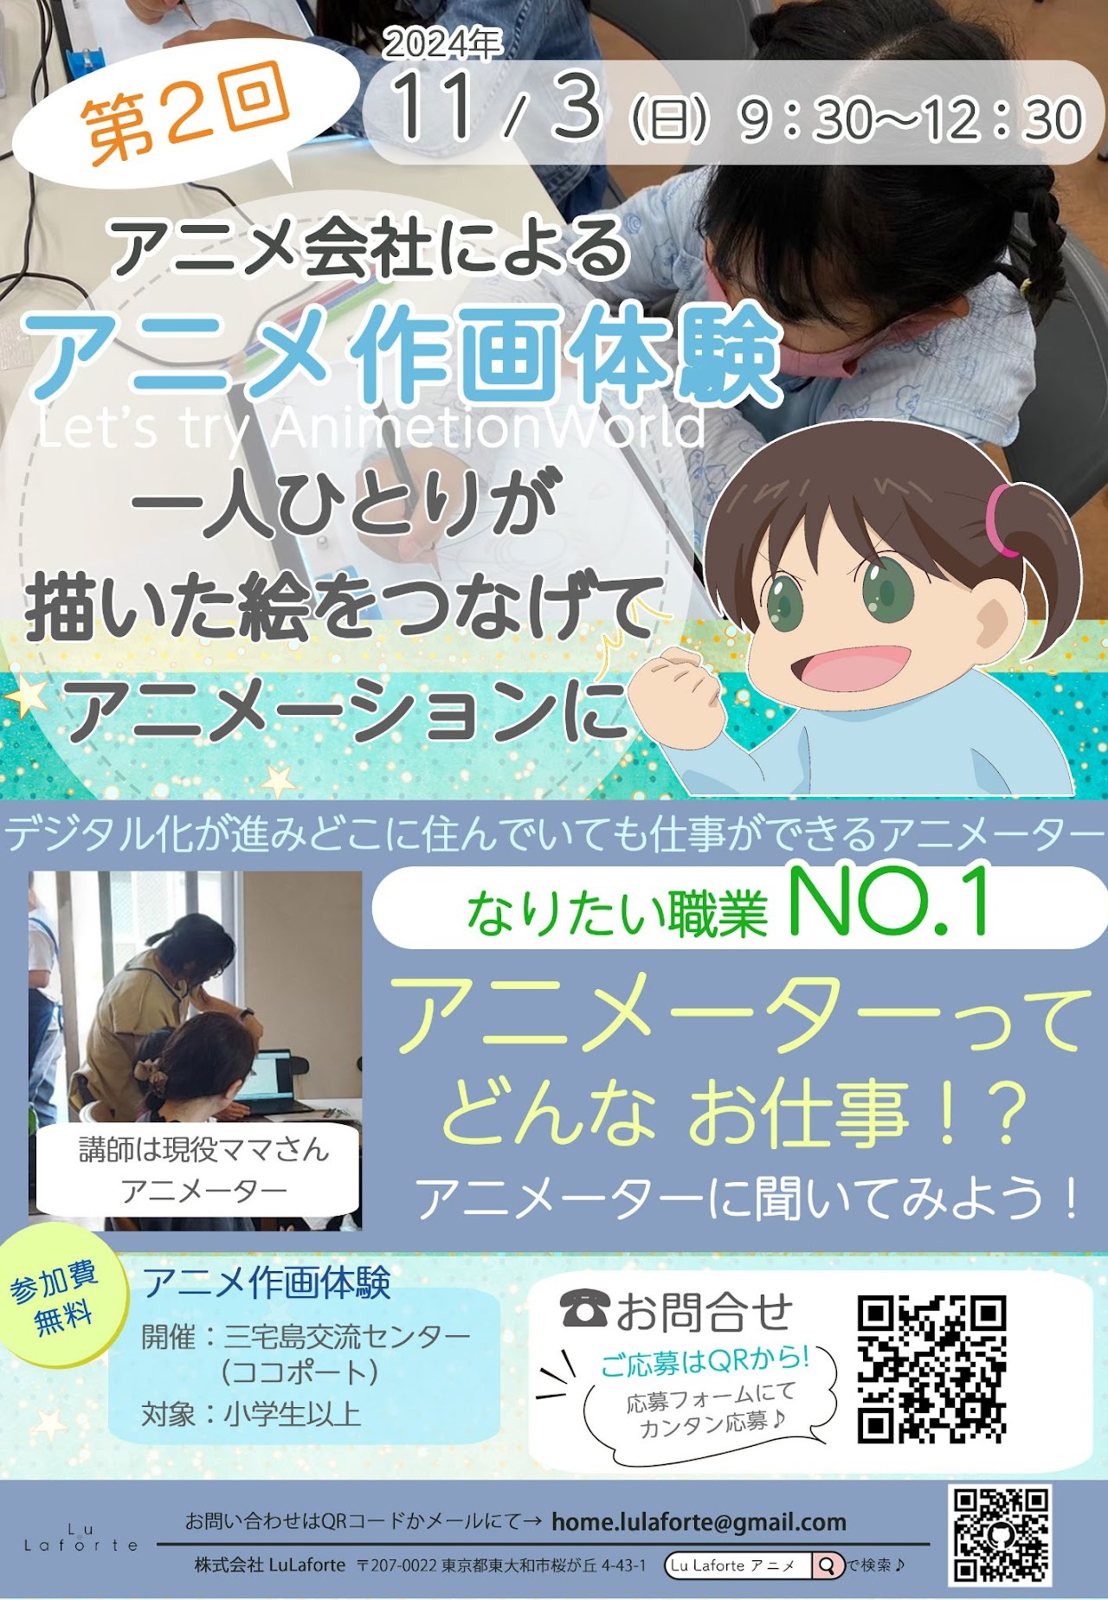 2024年
第2回
11/3（日）9：30〜12：30
アニメ会社による
アニメ作画体験
Let's try AnimetionWorld
一人ひとりが
描いた絵をつなげて
アニメーションに
デジタル化が進みどこに住んでいても仕事ができるアニメーター
なりたい職業 NO.1
アニメーターって
どんな お仕事！？
アニメーターに聞いてみよう！
講師は現役ママさん
アニメーター
参加費
無料
アニメ作画体験
開催：三宅島交流センター
（ココポート）
対象：小学生以上
☎お問合せ
ご応募はQRから!
応募フォームにて
カンタン応募♪
Lu
Laforte
お問い合わせはQRコードかメールにて→ home.lulaforte@gmail.com
株式会社 LuLaforte 〒207-0022 東京都東大和市桜が丘 4-43-1 Lu Laforte アニメ で検索♪